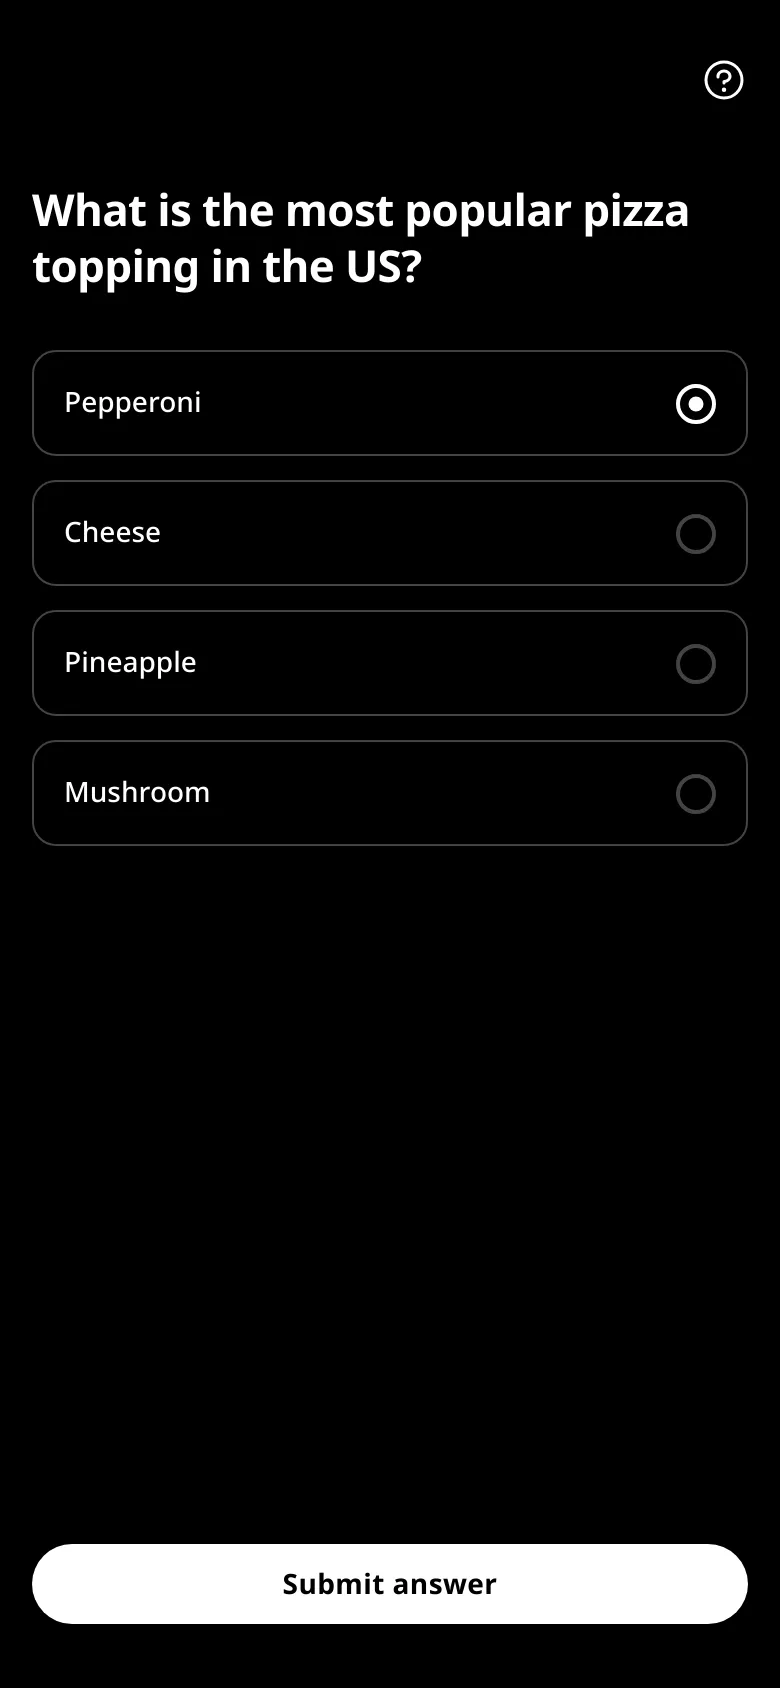 What is the most popular pizza
topping in the US?
Pepperoni
Cheese
Pineapple
Mushroom
Submit answer